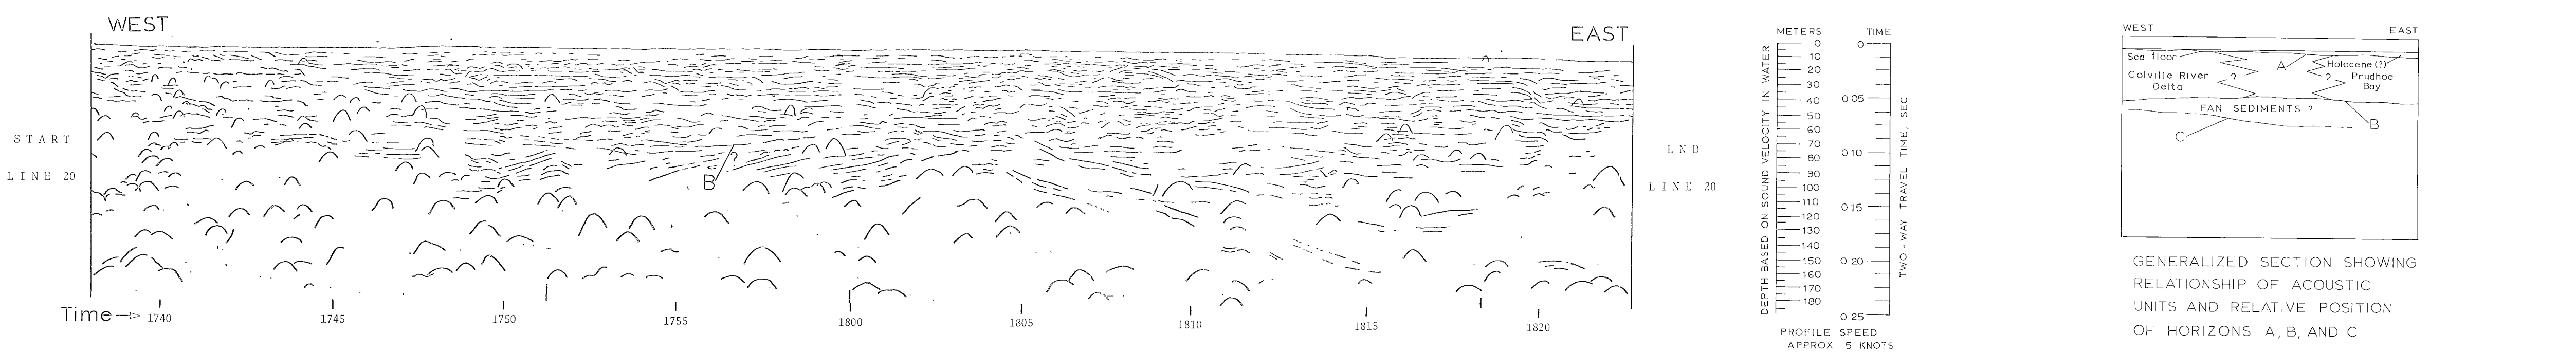 WEST
EAST
START
LINE 20
B ?
END
LINE 20
Time
1740 1745 1750 1755 1800 1805 1810 1815 1820
METERS TIME
0 0
10
20
30
40 0 05
50
60
70
80 0 10
90
100
110 0 15
120
130
140
150 0 20
160
170
180
0 25
DEPTH BASED ON SOUND VELOCITY IN WATER
TWO-WAY TRAVEL TIME, SEC
PROFILE SPEED
APPROX 5 KNOTS
WEST EAST
Sea floor A Holocene (?)
Colville River ? ? Prudhoe
Delta Bay
FAN SEDIMENTS ?
B
C
GENERALIZED SECTION SHOWING
RELATIONSHIP OF ACOUSTIC
UNITS AND RELATIVE POSITION
OF HORIZONS A, B, AND C